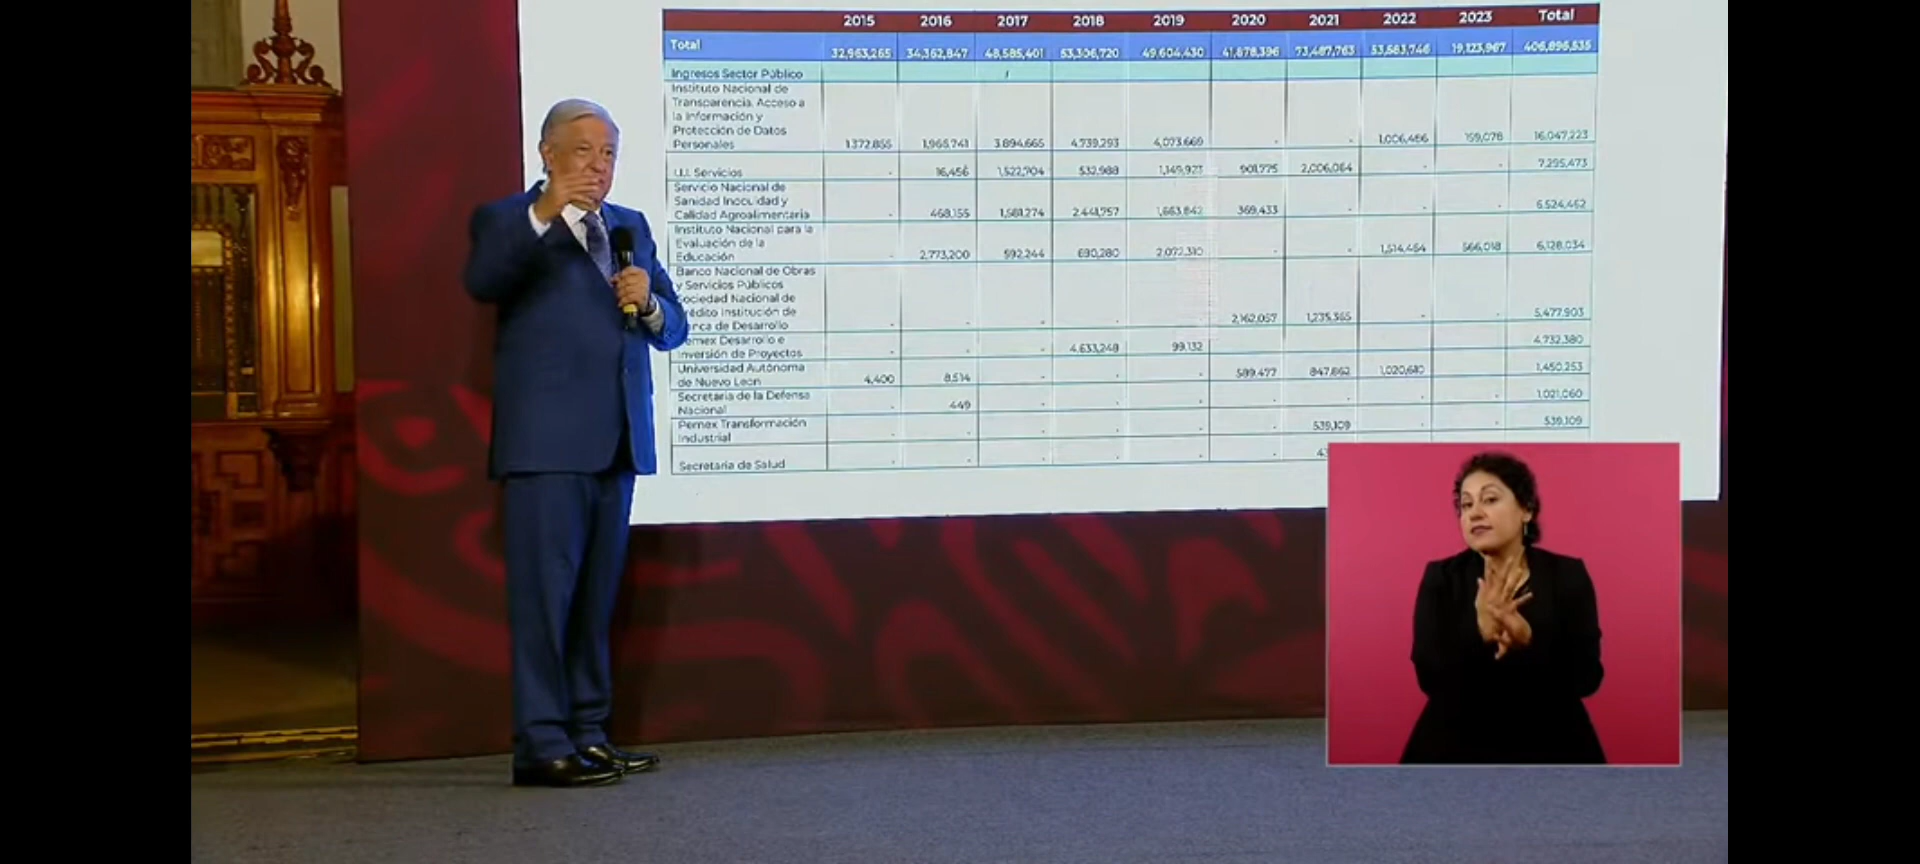 2015 2016 2017 2018 2019 2020 2021 2022 2023 Total
Total 32,963,265 34,362,847 48,585,401 53,306,720 49,604,430 41,878,396 73,487,763 53,583,746 19,123,967 406,896,535
Ingresos Sector Público
Instituto Nacional de
Transparencia, Acceso a
la Información y
Protección de Datos
Personales 1,372,855 1,965,741 3,894,665 4,739,293 4,073,669 - - 1,006,466 16,047,223
Servicios - 16,456 1,522,704 532,988 1,149,927 901,775 2,006,064 - - 7,295,473
Servicio Nacional de
Sanidad Inocuidad y
Calidad Agroalimentaria - 468,155 1,581,274 2,441,757 1,663,842 369,433 - - - 6,524,462
Instituto Nacional para la
Evaluación de la
Educación - 2,773,200 592,244 690,280 2,072,310 - - 1,514,464 566,018 6,128,034
Banco Nacional de Obras
y Servicios Públicos
Sociedad Nacional de
rédito Institución de
nca de Desarrollo - - - - - 2,162,057 - - 5,477,903
emex Desarrollo e
Inversión de Proyectos - - - 4,633,248 99,132 4,732,380
Universidad Autónoma
de Nuevo León 4,400 8,514 - - - 589,477 847,862 1,020,610 1,450,253
Secretaría de la Defensa
Nacional - 449 - - - - - - - 1,021,060
Pemex Transformación
Industrial - - - - - - 539,109 - - 539,109
Secretaría de Salud - - - - - -